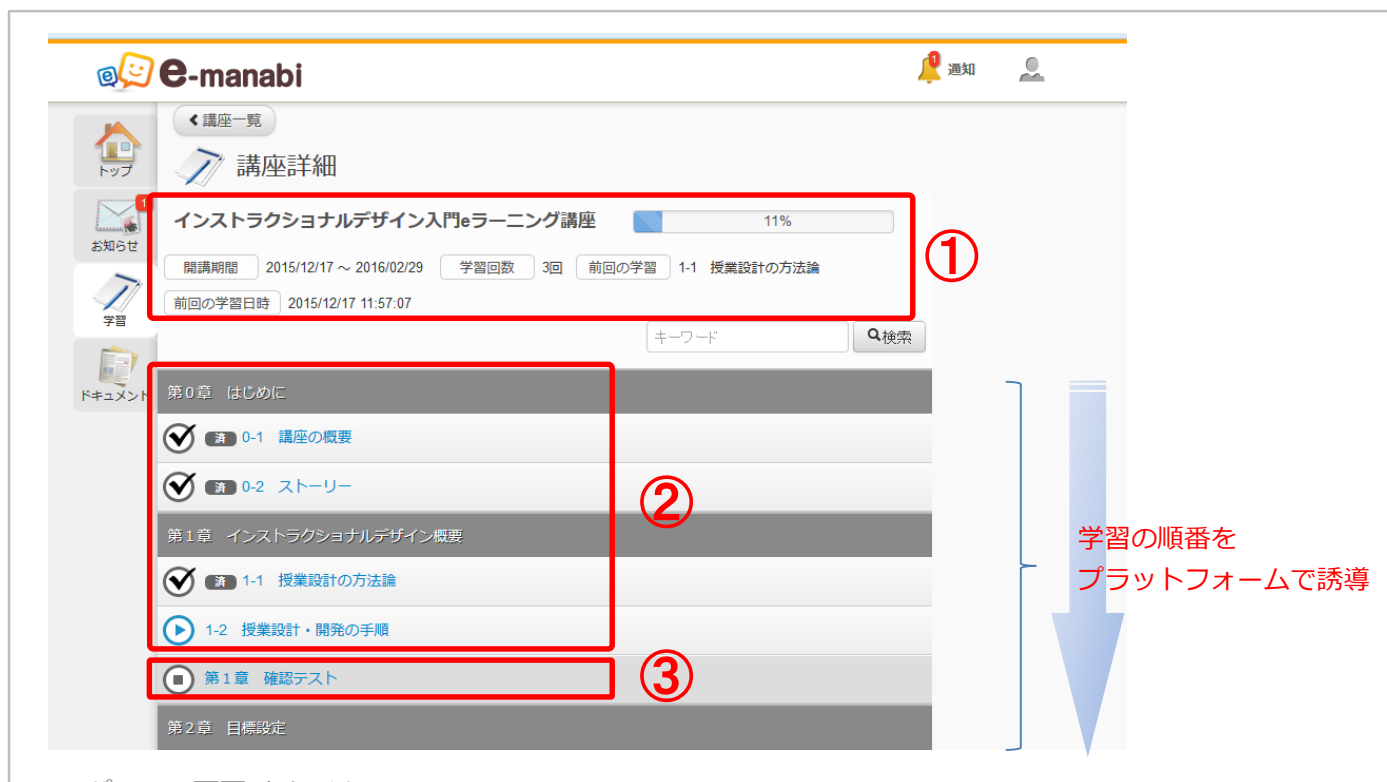 e-manabi
1
通知
講座一覧
トップ
講座詳細
1
お知らせ
インストラクショナルデザイン入門eラーニング講座
11%
①
開講期間 2015/12/17 ～ 2016/02/29 学習回数 3回 前回の学習 1-1 授業設計の方法論
前回の学習日時 2015/12/17 11:57:07
学習
キーワード 検索
ドキュメント
第０章 はじめに
済 0-1 講座の概要
済 0-2 ストーリー
②
第１章 インストラクショナルデザイン概要
済 1-1 授業設計の方法論
1-2 授業設計・開発の手順
第１章 確認テスト
③
第２章 目標設定
学習の順番を
プラットフォームで誘導